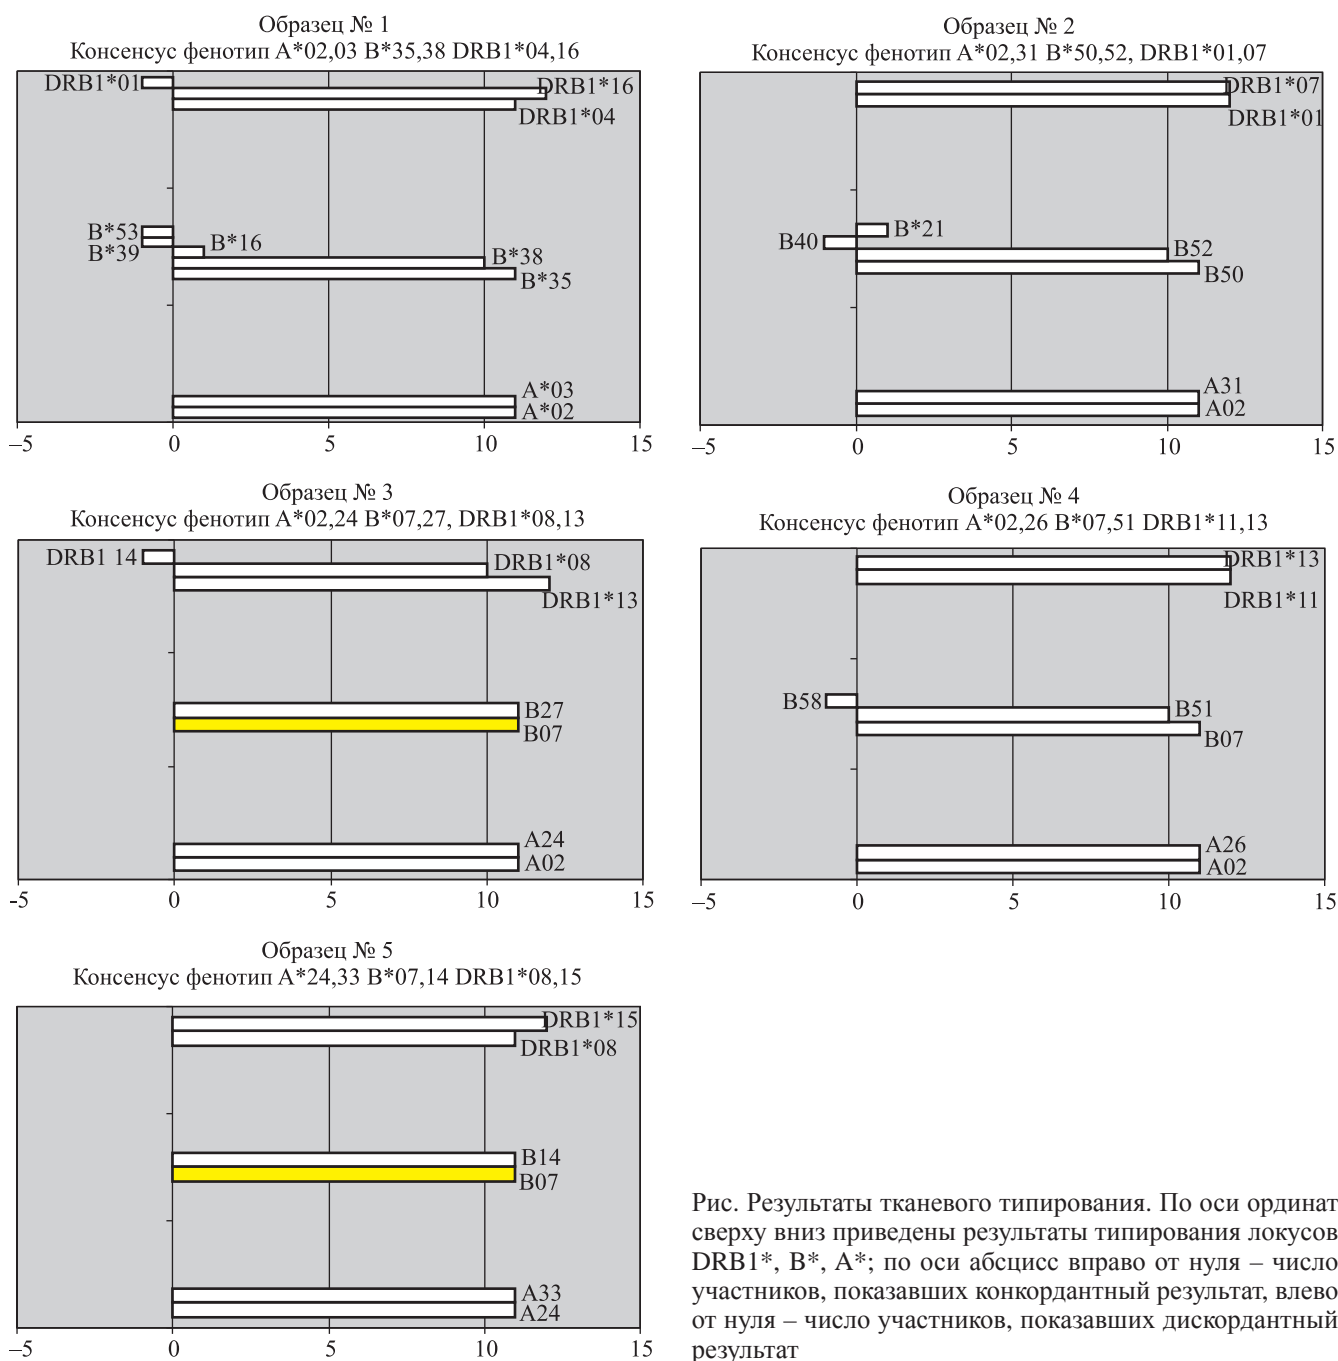 Образец № 1
Консенсус фенотип A*02,03 B*35,38 DRB1*04,16
DRB1*01
DRB1*16
DRB1*04
B*53
B*39
B*16
B*38
B*35
A*03
A*02
–5 0 5 10 15
Образец № 2
Консенсус фенотип A*02,31 B*50,52, DRB1*01,07
DRB1*07
DRB1*01
B*21
B40
B52
B50
A31
A02
–5 0 5 10 15
Образец № 3
Консенсус фенотип A*02,24 B*07,27, DRB1*08,13
DRB1 14
DRB1*08
DRB1*13
B27
B07
A24
A02
-5 0 5 10 15
Образец № 4
Консенсус фенотип A*02,26 B*07,51 DRB1*11,13
DRB1*13
DRB1*11
B58
B51
B07
A26
A02
–5 0 5 10 15
Образец № 5
Консенсус фенотип A*24,33 B*07,14 DRB1*08,15
DRB1*15
DRB1*08
B14
B07
A33
A24
–5 0 5 10 15
Рис. Результаты тканевого типирования. По оси ординат
сверху вниз приведены результаты типирования локусов
DRB1*, B*, A*; по оси абсцисс вправо от нуля – число
участников, показавших конкордантный результат, влево
от нуля – число участников, показавших дискордантный
результат